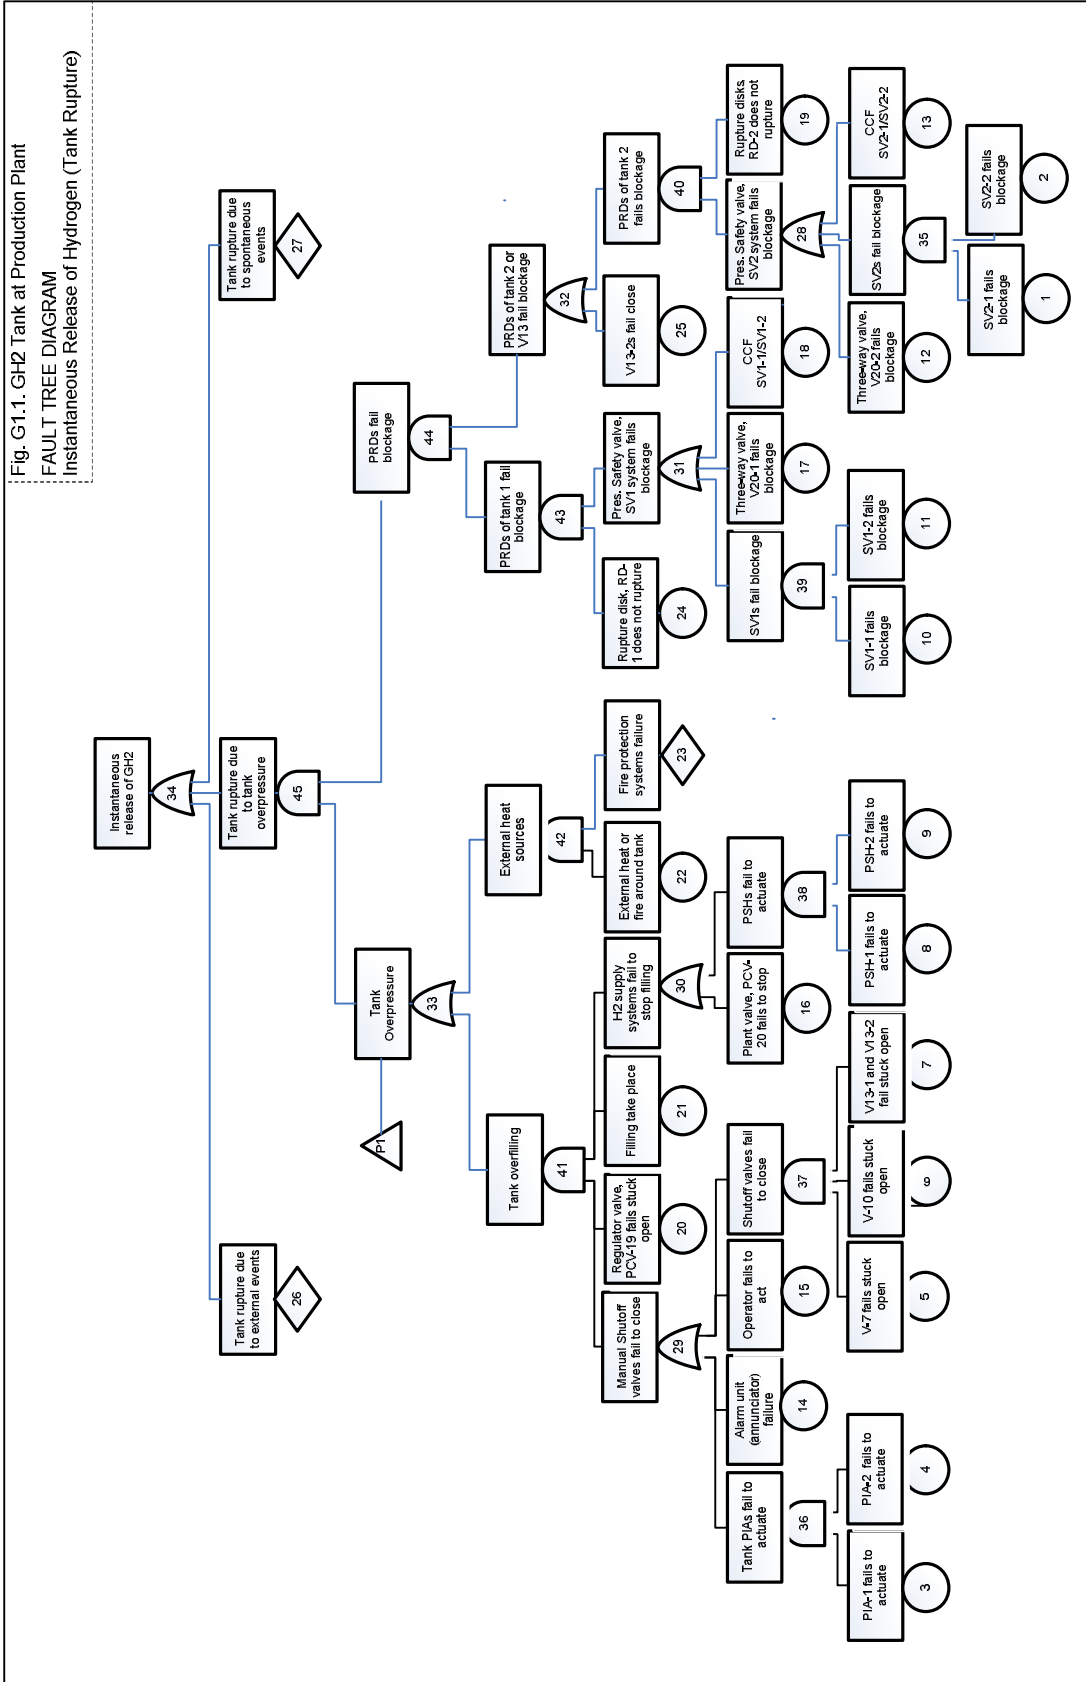 Fig. G1.1. GH2 Tank at Production Plant
FAULT TREE DIAGRAM
Instantaneous Release of Hydrogen (Tank Rupture)
Instantaneous
release of GH2
34
Tank rupture due
to external events
26
Tank rupture due
to tank
overpressure
45
Tank rupture due
to spontaneous
events
27
P1
Tank
Overpressure
33
PRDs fail
blockage
44
Tank overfilling
41
External heat
sources
42
PRDs of tank 1 fail
blockage
43
PRDs of tank 2 or
V13 fail blockage
32
Manual Shutoff
valves fail to close
29
Regulator valve,
PCV-19 fails stuck
open
20
Filling take place
21
H2 supply
systems fail to
stop filling
30
External heat or
fire around tank
22
Fire protection
systems failure
23
Rupture disk, RD-
1 does not rupture
24
Pres. Safety valve,
SV1 system fails
blockage
31
V13-2s fail close
25
PRDs of tank 2
fails blockage
40
Tank PIAs fail to
actuate
36
Alarm unit
(annunciator)
failure
14
Operator fails to
act
15
Shutoff valves fail
to close
37
Plant valve, PCV-
20 fails to stop
16
PSHs fail to
actuate
38
SV1s fail blockage
39
Three-way valve,
V20-1 fails
blockage
17
CCF
SV1-1/SV1-2
18
Pres. Safety valve,
SV2 system fails
blockage
28
Rupture disks,
RD-2 does not
rupture
19
PIA-1 fails to
actuate
3
PIA-2 fails to
actuate
4
V-7 fails stuck
open
5
V-10 fails stuck
open
6
V13-1 and V13-2
fail stuck open
7
PSH-1 fails to
actuate
8
PSH-2 fails to
actuate
9
SV1-1 fails
blockage
10
SV1-2 fails
blockage
11
Three-way valve,
V20-2 fails
blockage
12
SV2s fail blockage
35
CCF
SV2-1/SV2-2
13
SV2-1 fails
blockage
1
SV2-2 fails
blockage
2